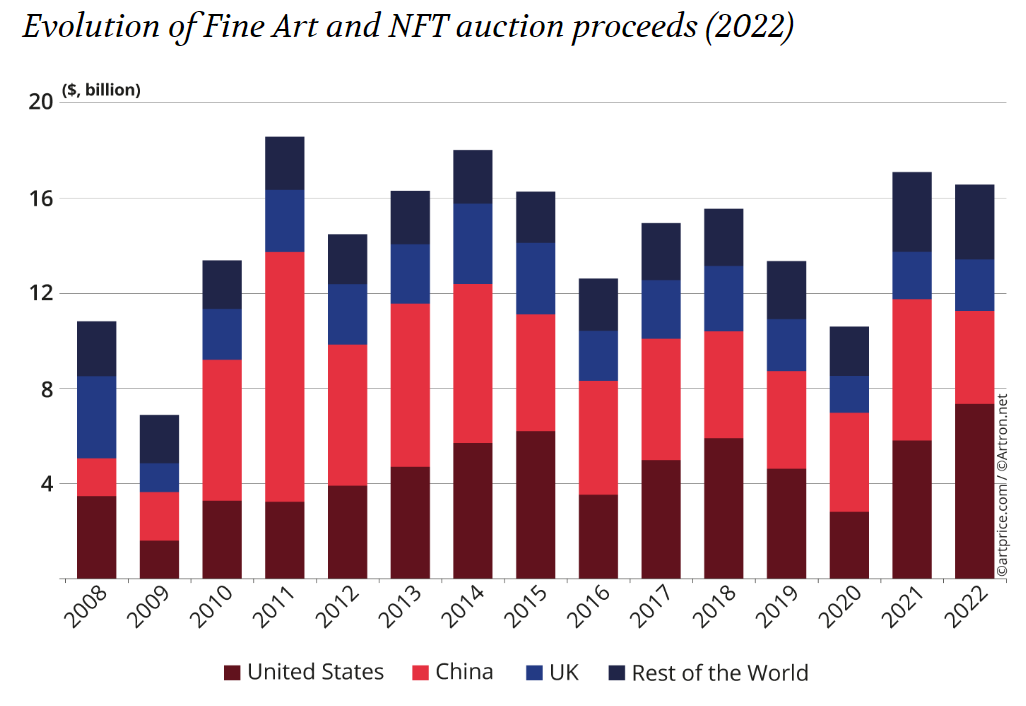 Evolution of Fine Art and NFT auction proceeds (2022)
($, billion)
20
16
12
8
4
2008 2009 2010 2011 2012 2013 2014 2015 2016 2017 2018 2019 2020 2021 2022
©artprice.com / ©Artron.net
United States China UK Rest of the World